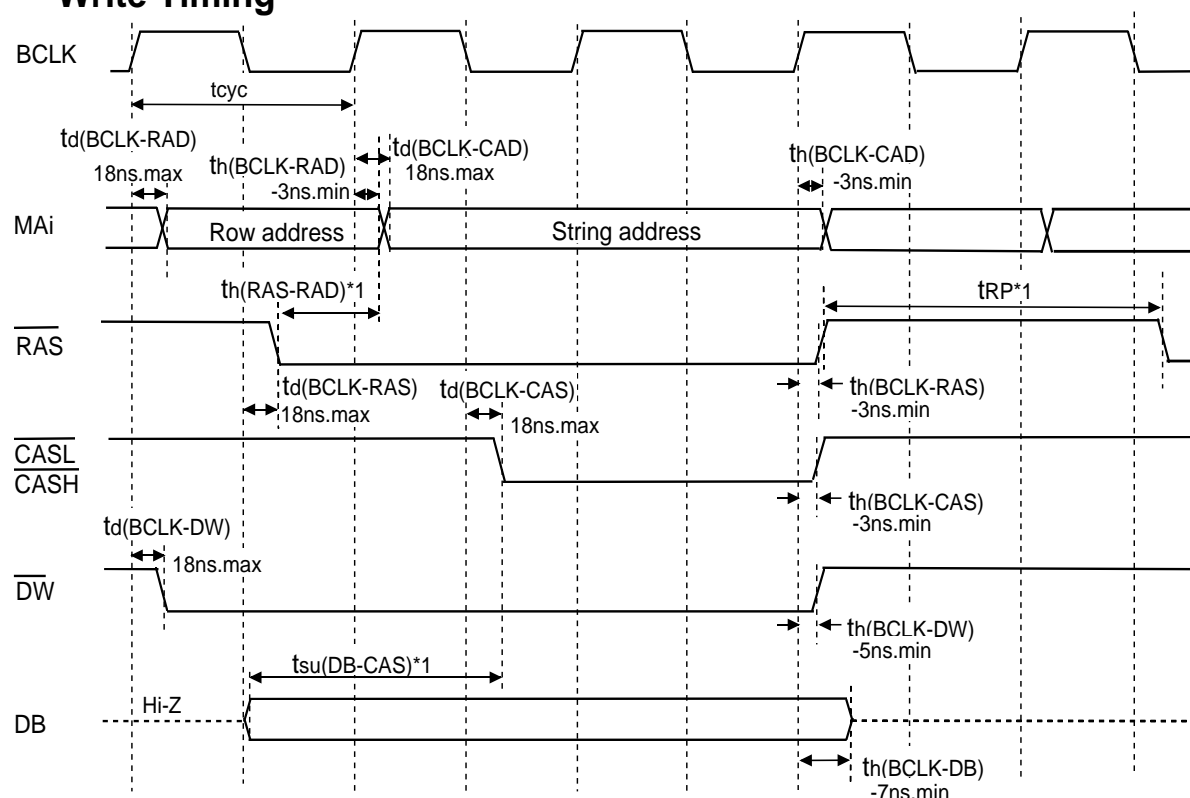 Write Timing
BCLK
tcyc
td(BCLK-RAD)
18ns.max
th(BCLK-RAD)
-3ns.min
td(BCLK-CAD)
18ns.max
th(BCLK-CAD)
-3ns.min
MAi
Row address
String address
th(RAS-RAD)*1
tRP*1
RAS
td(BCLK-RAS)
18ns.max
td(BCLK-CAS)
18ns.max
th(BCLK-RAS)
-3ns.min
CASL
CASH
th(BCLK-CAS)
-3ns.min
td(BCLK-DW)
18ns.max
DW
th(BCLK-DW)
-5ns.min
tsu(DB-CAS)*1
Hi-Z
DB
th(BCLK-DB)
-7ns.min